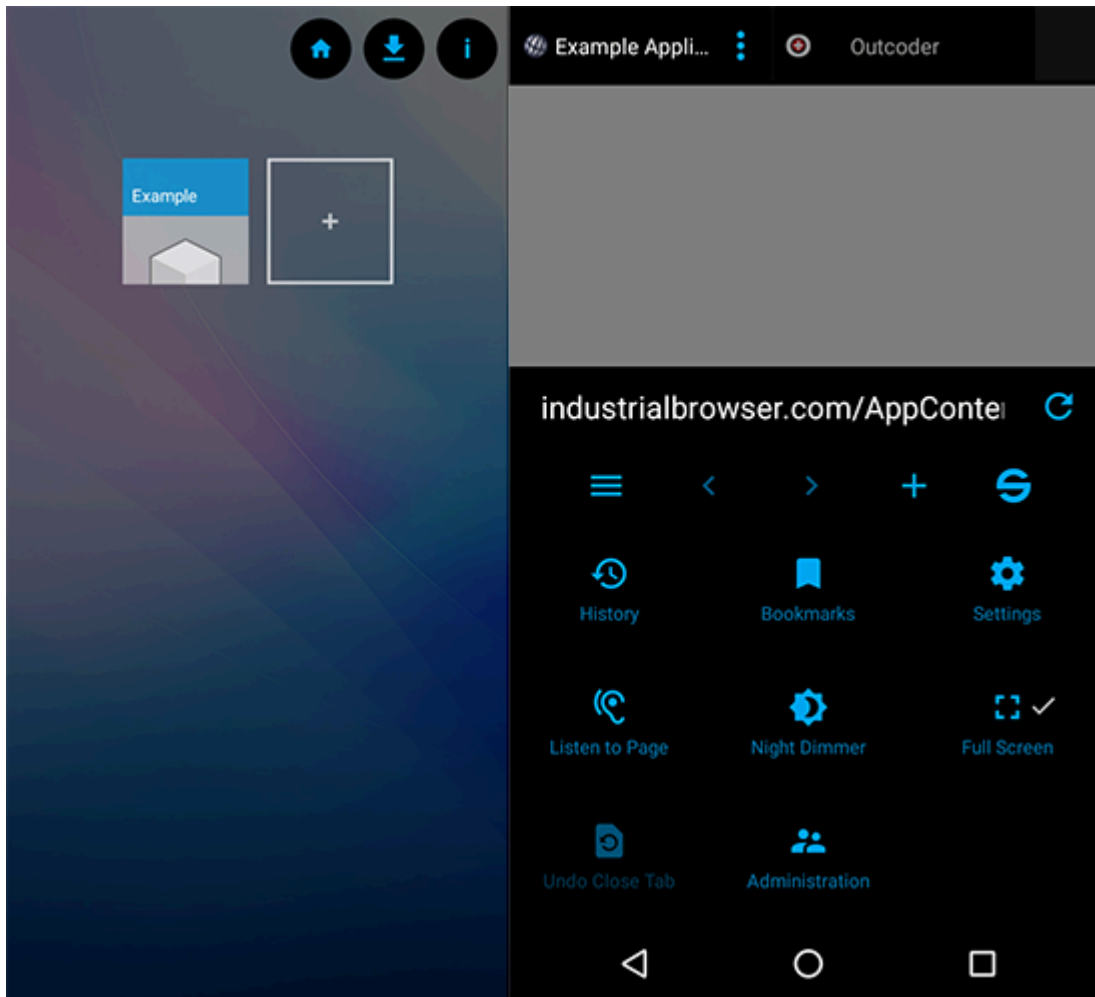 Example
+
Example Appli...
Outcoder
industrialbrowser.com/AppConte
History
Bookmarks
Settings
Listen to Page
Night Dimmer
Full Screen
Undo Close Tab
Administration